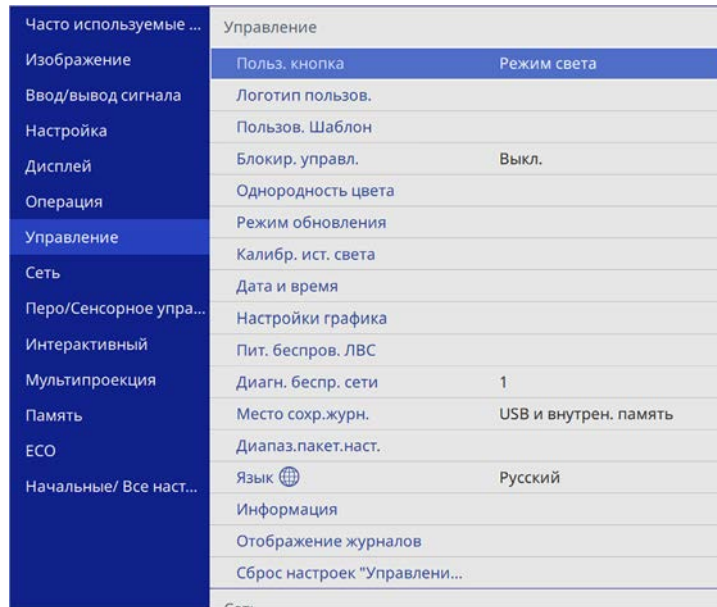 Часто используемые ...
Изображение
Ввод/вывод сигнала
Настройка
Дисплей
Операция
Управление
Сеть
Перо/Сенсорное упра...
Интерактивный
Мультипроекция
Память
ECO
Начальные/ Все наст...
Управление
Польз. кнопка Режим света
Логотип пользов.
Пользов. Шаблон
Блокир. управл. Выкл.
Однородность цвета
Режим обновления
Калибр. ист. света
Дата и время
Настройки графика
Пит. беспров. ЛВС
Диагн. беспр. сети 1
Место сохр.журн. USB и внутрен. память
Диапаз.пакет.наст.
Язык Русский
Информация
Отображение журналов
Сброс настроек "Управлени...